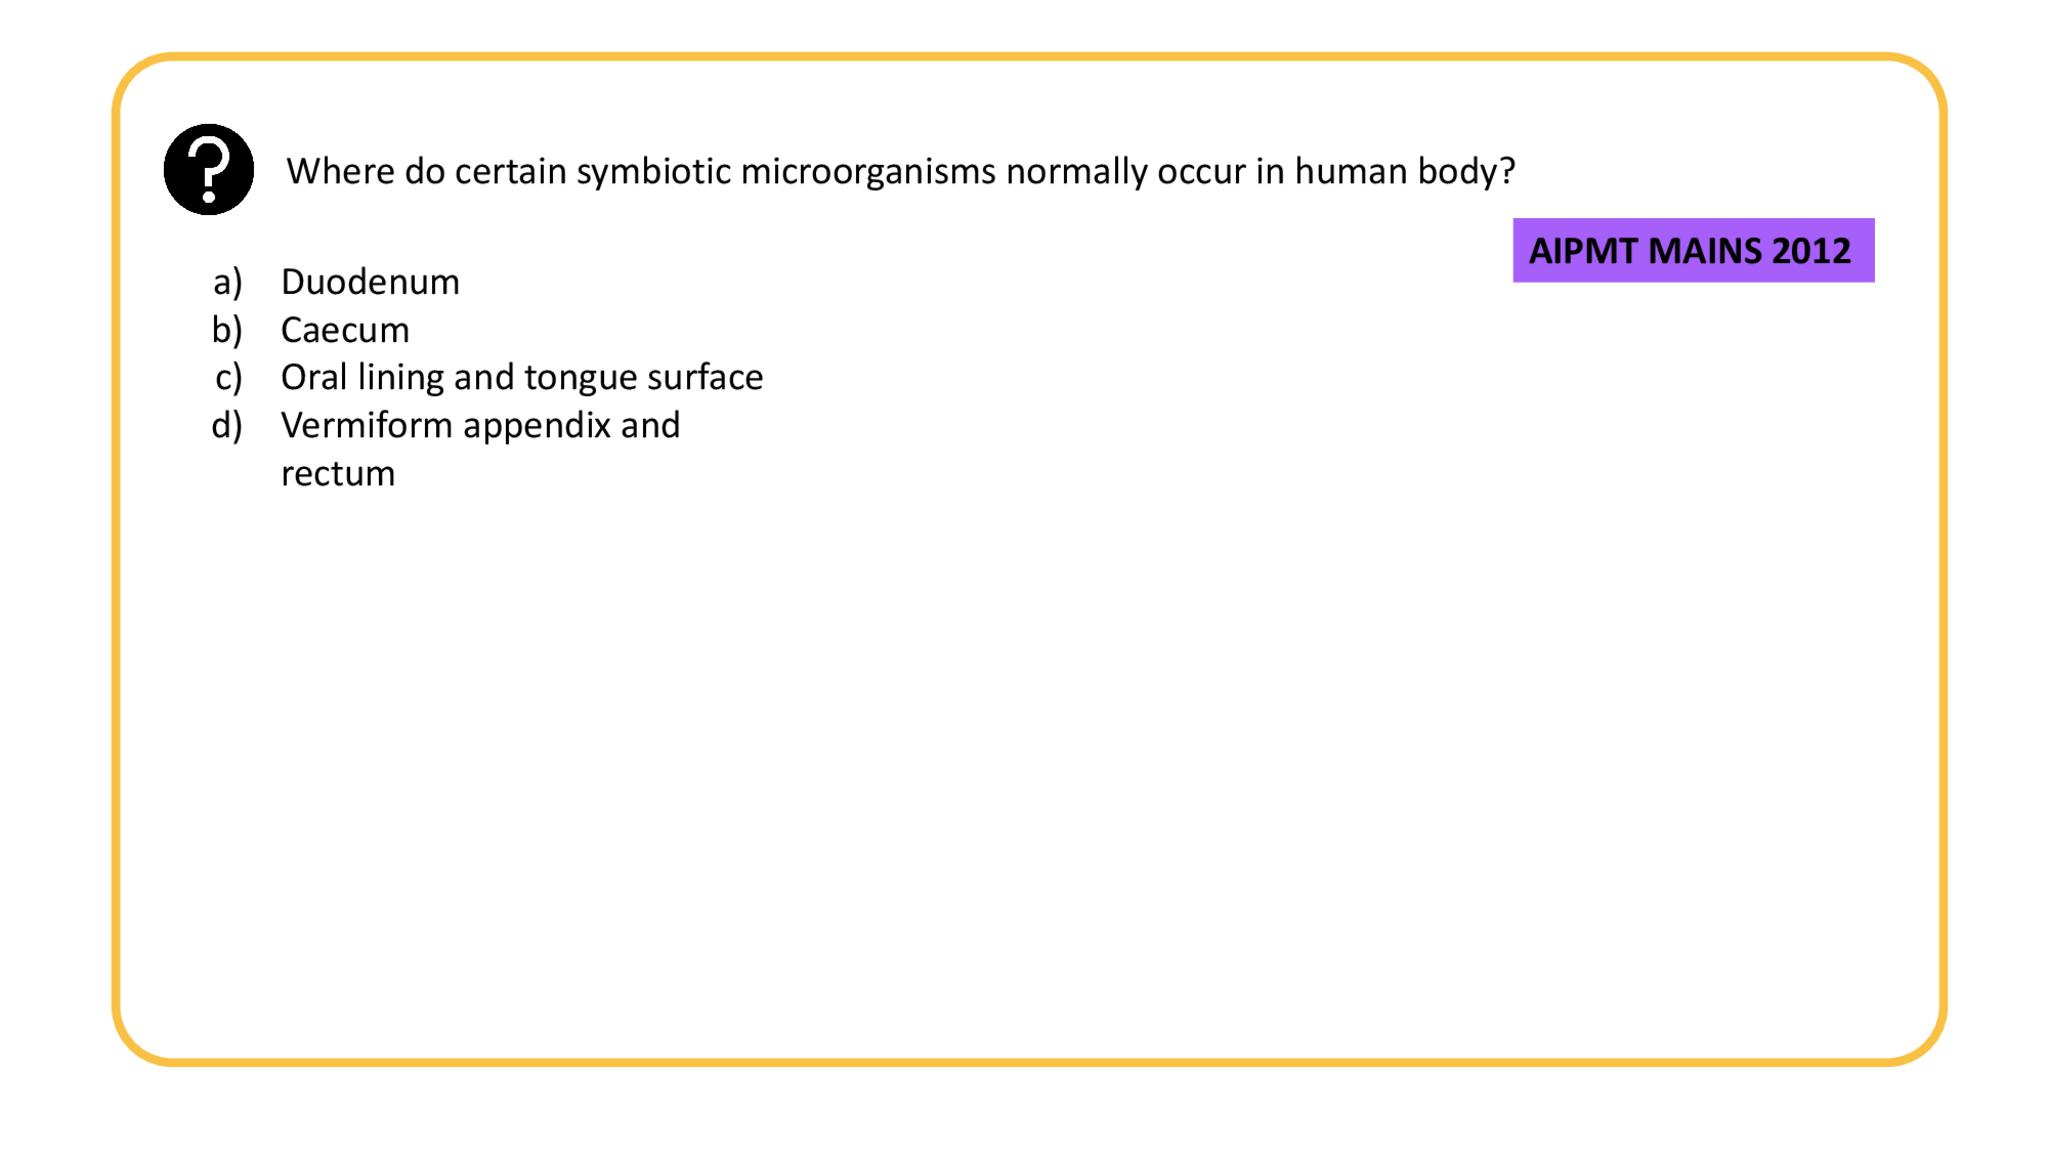 Where do certain symbiotic microorganisms normally occur in human body?
AIPMT MAINS 2012
a) Duodenum
b) Caecum
c) Oral lining and tongue surface
d) Vermiform appendix and
rectum